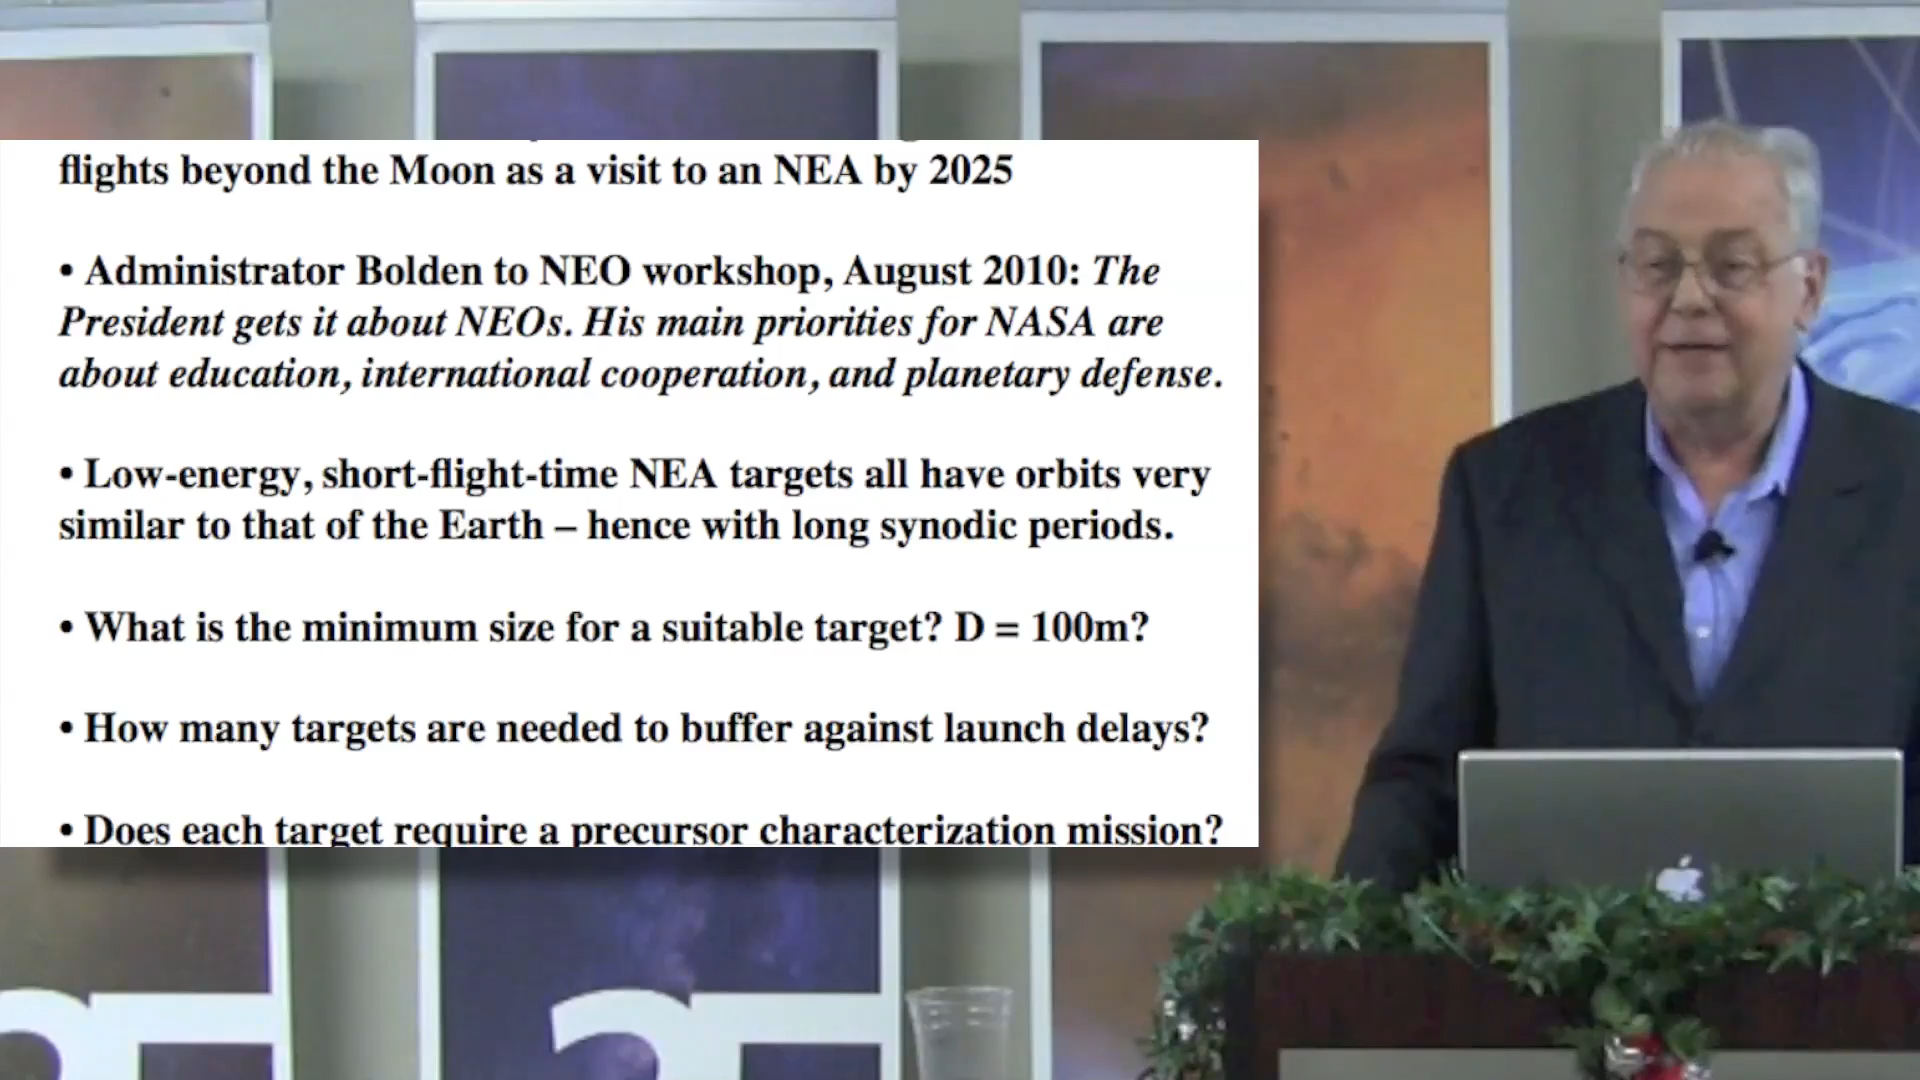 flights beyond the Moon as a visit to an NEA by 2025
• Administrator Bolden to NEO workshop, August 2010: The
President gets it about NEOs. His main priorities for NASA are
about education, international cooperation, and planetary defense.
• Low-energy, short-flight-time NEA targets all have orbits very
similar to that of the Earth – hence with long synodic periods.
• What is the minimum size for a suitable target? D = 100m?
• How many targets are needed to buffer against launch delays?
• Does each target require a precursor characterization mission?